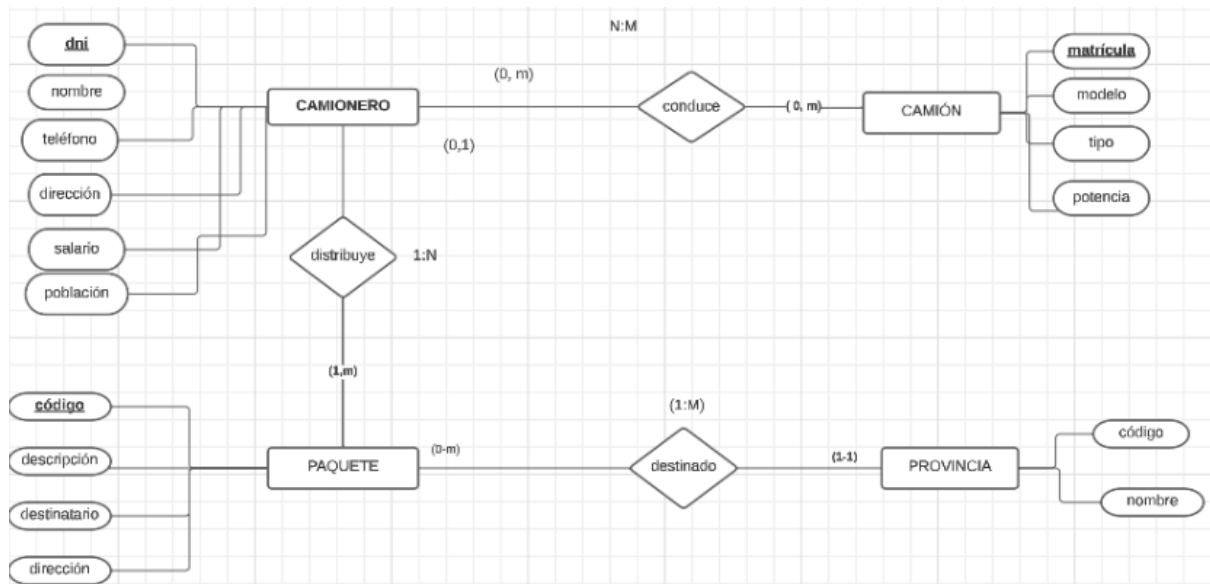 N:M
dni
nombre
teléfono
dirección
salario
población
CAMIONERO
(0, m)
conduce
( 0, m)
CAMIÓN
matrícula
modelo
tipo
potencia
(0,1)
distribuye
1:N
(1,m)
código
descripción
destinatario
dirección
PAQUETE
(0-m)
(1:M)
destinado
(1-1)
PROVINCIA
código
nombre